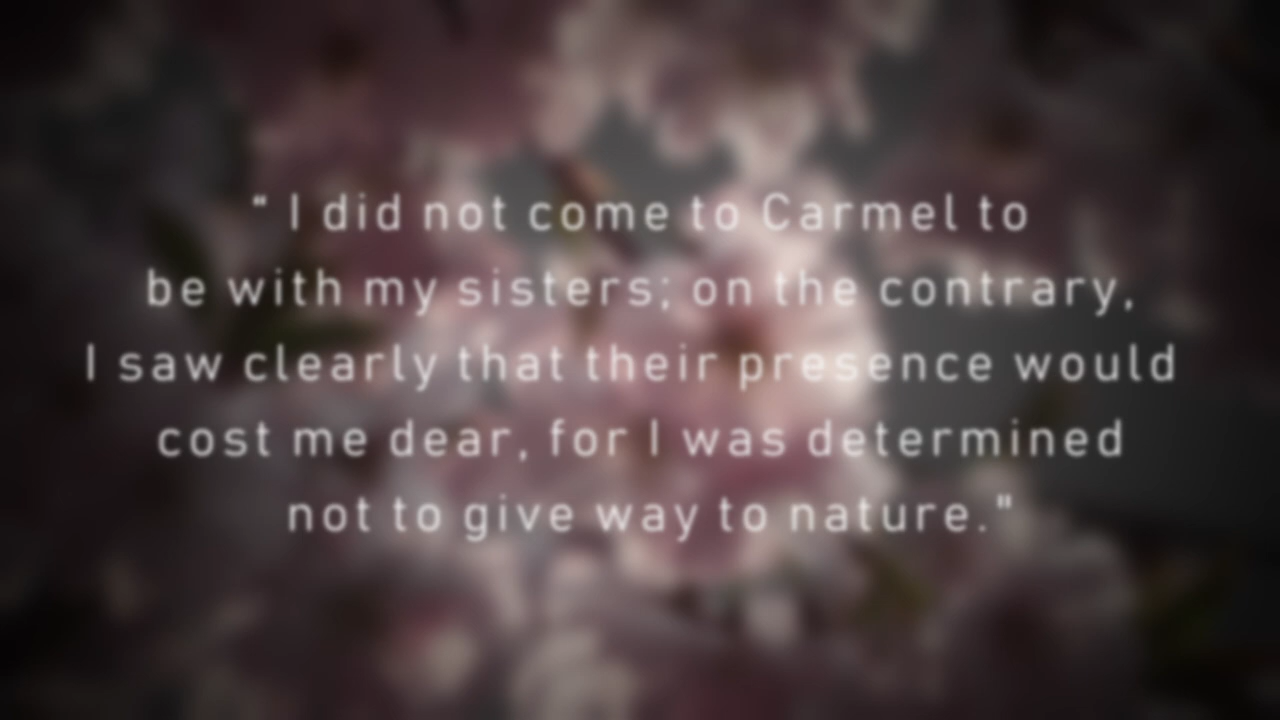 “ I did not come to Carmel to
be with my sisters; on the contrary,
I saw clearly that their presence would
cost me dear, for I was determined
not to give way to nature."